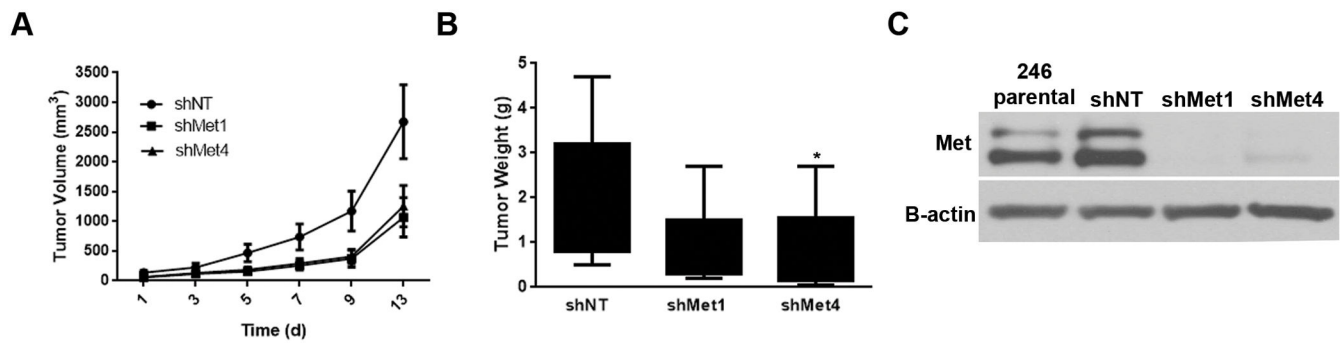 A
Tumor Volume (mm³)
3500
3000
2500
2000
1500
1000
500
0
shNT
shMet1
shMet4
1
3
5
7
9
13
Time (d)
B
Tumor Weight (g)
5
4
3
2
1
0
*
shNT
shMet1
shMet4
C
246
parental
shNT
shMet1
shMet4
Met
B-actin